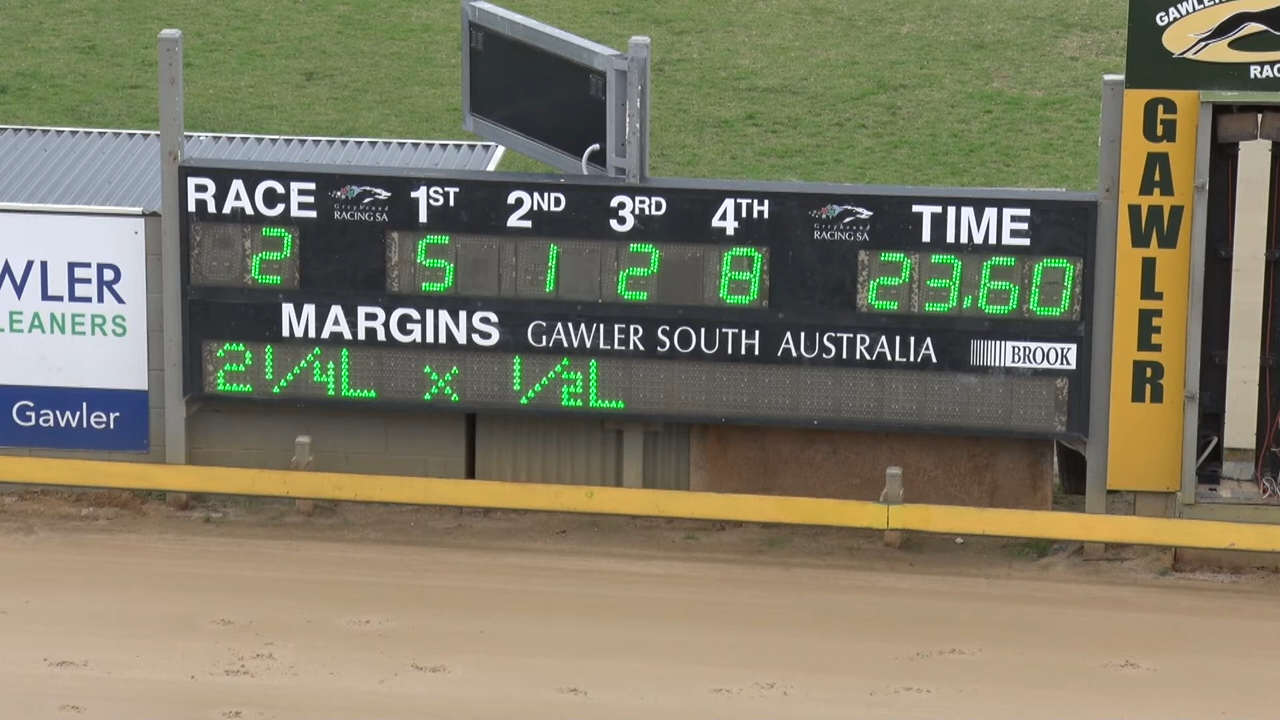 GAWLER
RAC
RACE Greyhound RACING SA 1ST 2ND 3RD 4TH Greyhound RACING SA TIME
2 5 1 2 8 23.60
MARGINS GAWLER SOUTH AUSTRALIA BROOK
2 1/4L x 1/2L
WLER
LEANERS
Gawler
GAWLER